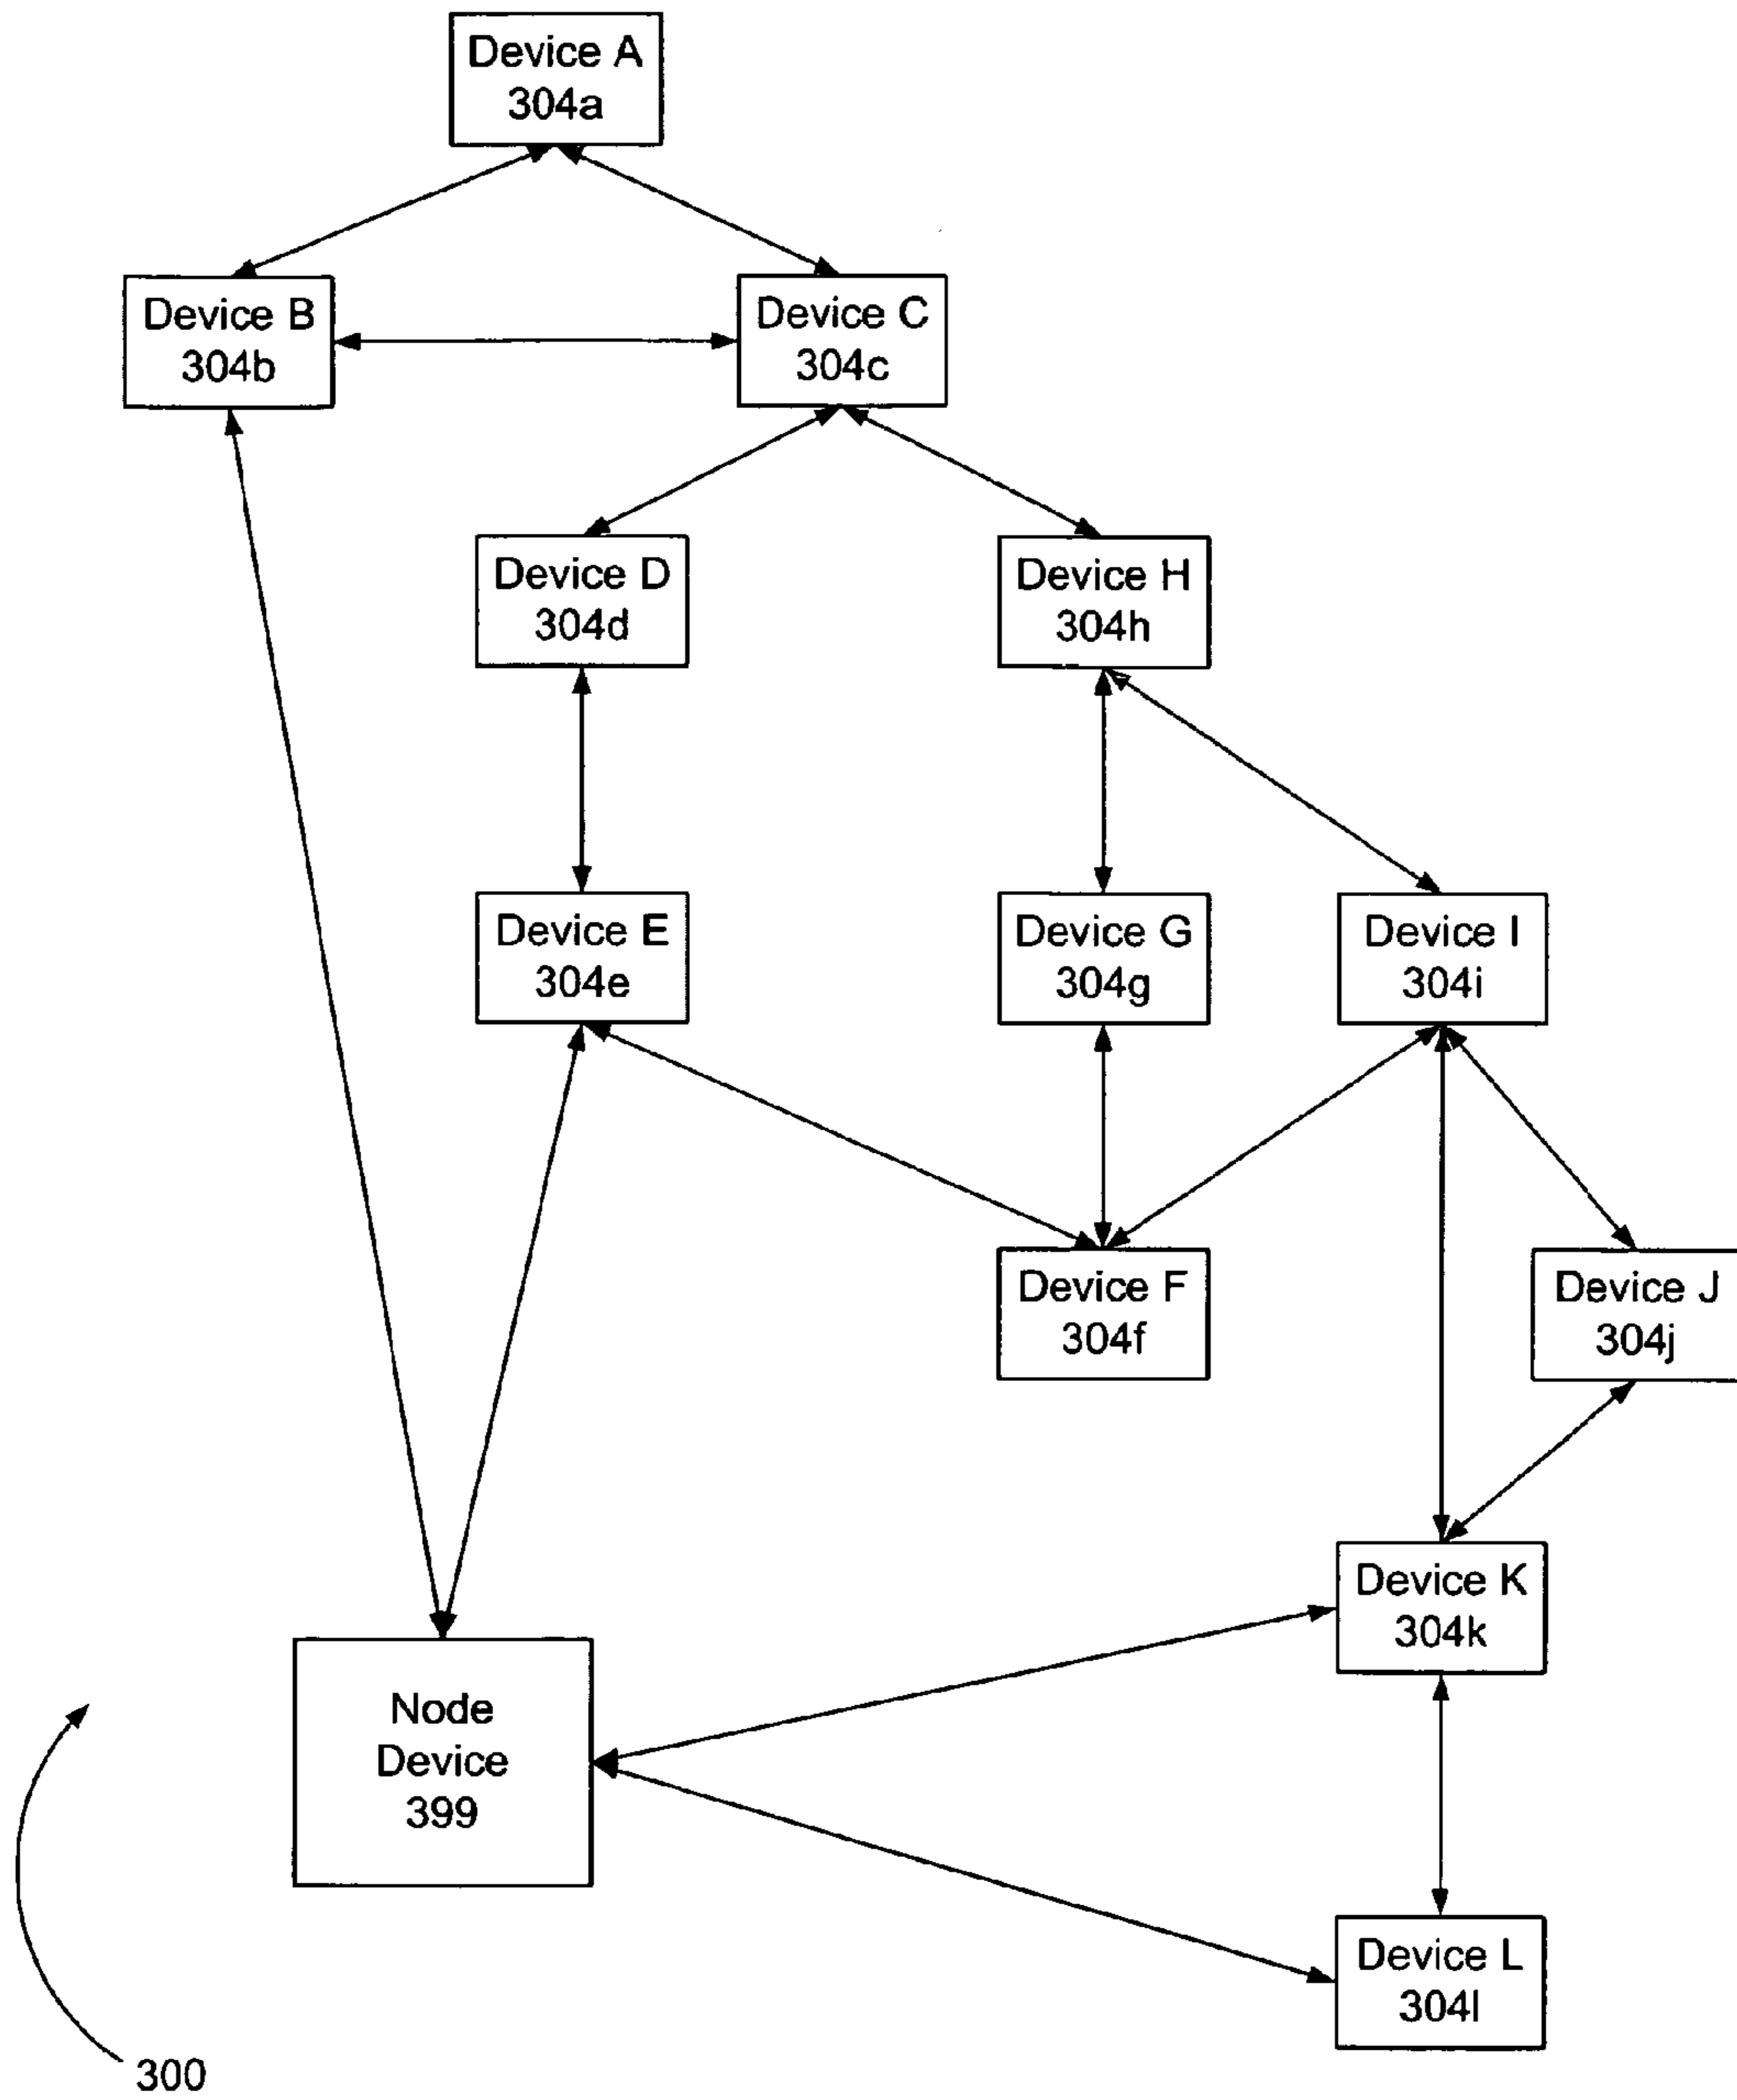 Device A
304a
Device B
304b
Device C
304c
Device D
304d
Device H
304h
Device E
304e
Device G
304g
Device I
304i
Device F
304f
Device J
304j
Device K
304k
Node
Device
399
Device L
304l
300